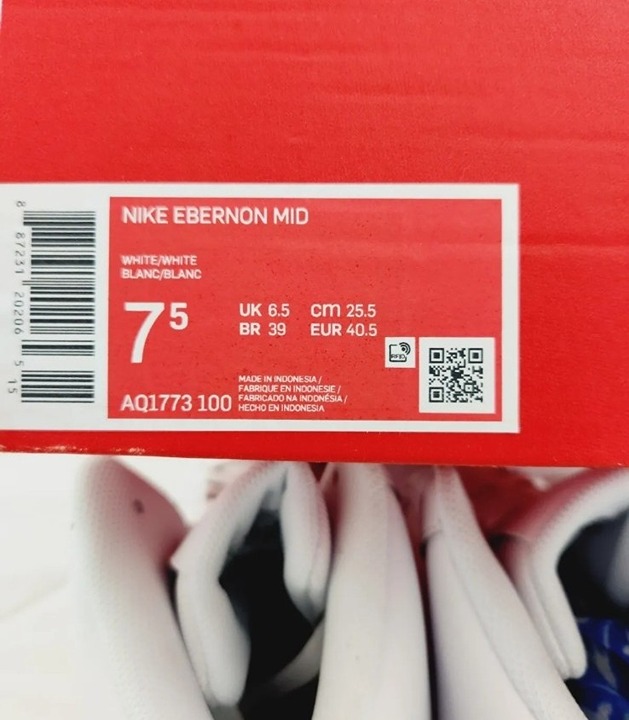 8 87231 20206 5 15
NIKE EBERNON MID
WHITE/WHITE
BLANC/BLANC
7⁵
UK 6.5 cm 25.5
BR 39 EUR 40.5
RFID
MADE IN INDONESIA /
FABRIQUE EN INDONESIE /
FABRICADO NA INDONÉSIA /
HECHO EN INDONESIA
AQ1773 100